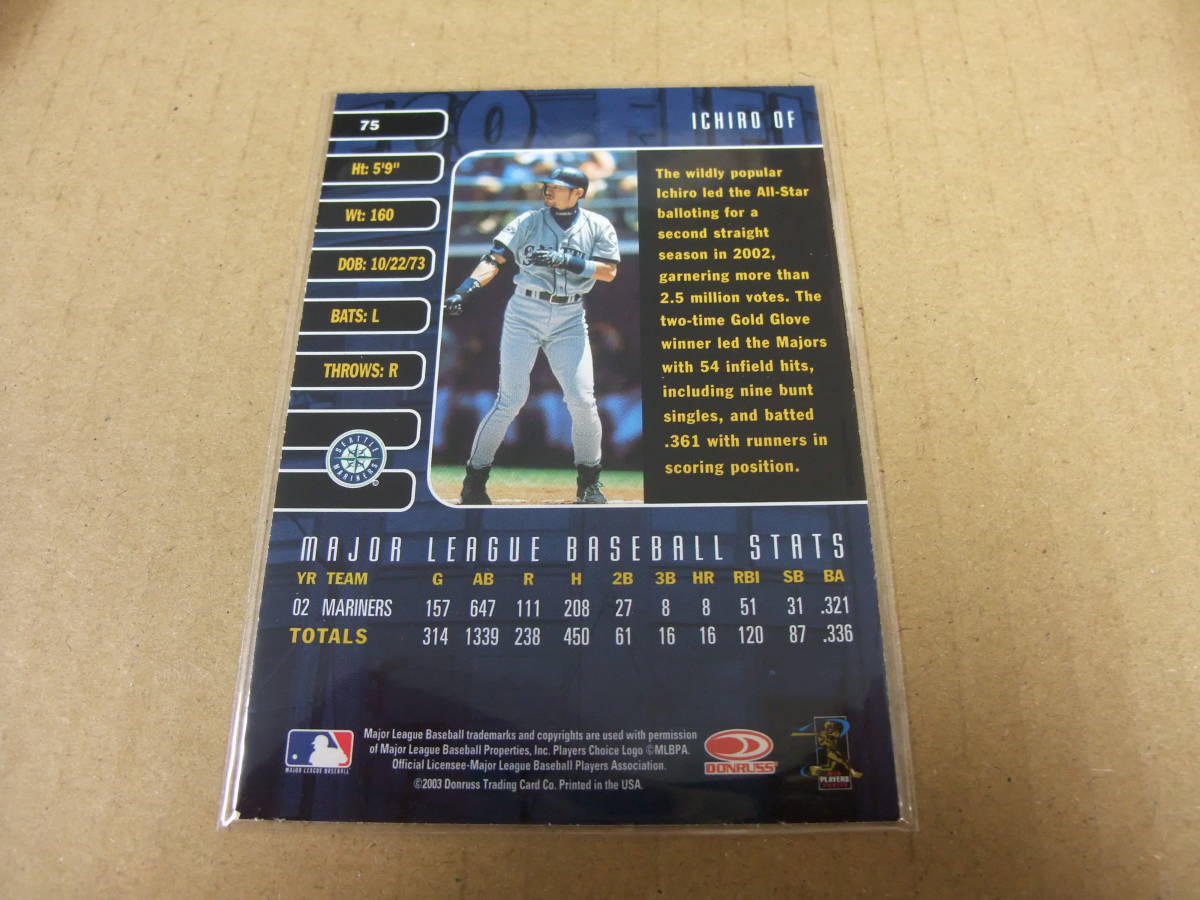 75
ICHIRO OF
Ht: 5'9"
Wt: 160
DOB: 10/22/73
BATS: L
THROWS: R
SEATTLE
MARINERS
The wildly popular
Ichiro led the All-Star
balloting for a
second straight
season in 2002,
garnering more than
2.5 million votes. The
two-time Gold Glove
winner led the Majors
with 54 infield hits,
including nine bunt
singles, and batted
.361 with runners in
scoring position.
MAJOR LEAGUE BASEBALL STATS
YR TEAM G AB R H 2B 3B HR RBI SB BA
02 MARINERS 157 647 111 208 27 8 8 51 31 .321
TOTALS 314 1339 238 450 61 16 16 120 87 .336
Major League Baseball trademarks and copyrights are used with permission
of Major League Baseball Properties, Inc. Players Choice Logo ©MLBPA.
Official Licensee-Major League Baseball Players Association.
©2003 Donruss Trading Card Co. Printed in the USA.
MAJOR LEAGUE BASEBALL
DONRUSS
PLAYERS
CHOICE